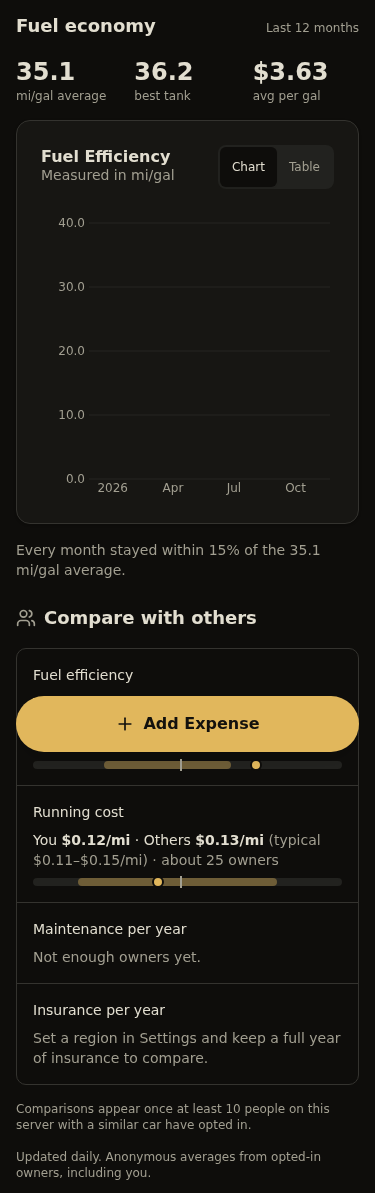 Fuel economy
Last 12 months
35.1
36.2
$3.63
mi/gal average
best tank
avg per gal
Fuel Efficiency
Measured in mi/gal
Chart
Table
40.0
30.0
20.0
10.0
0.0
2026
Apr
Jul
Oct
Every month stayed within 15% of the 35.1
mi/gal average.
Compare with others
Fuel efficiency
Add Expense
Running cost
You $0.12/mi · Others $0.13/mi (typical
$0.11–$0.15/mi) · about 25 owners
Maintenance per year
Not enough owners yet.
Insurance per year
Set a region in Settings and keep a full year
of insurance to compare.
Comparisons appear once at least 10 people on this
server with a similar car have opted in.
Updated daily. Anonymous averages from opted-in
owners, including you.